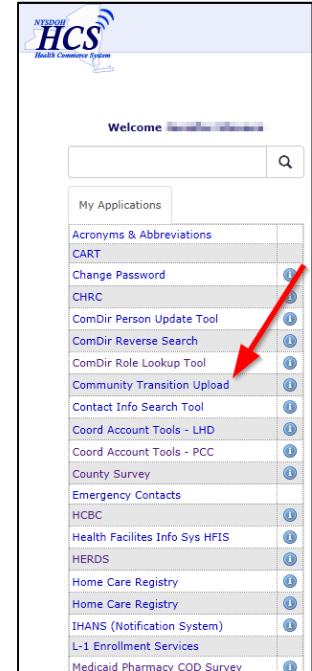 NYSDOH
HCS
Health Commerce System
Welcome
My Applications
Acronyms & Abbreviations
CART
Change Password
CHRC
ComDir Person Update Tool
ComDir Reverse Search
ComDir Role Lookup Tool
Community Transition Upload
Contact Info Search Tool
Coord Account Tools - LHD
Coord Account Tools - PCC
County Survey
Emergency Contacts
HCBC
Health Facilites Info Sys HFIS
HERDS
Home Care Registry
Home Care Registry
IHANS (Notification System)
L-1 Enrollment Services
Medicaid Pharmacy COD Survey